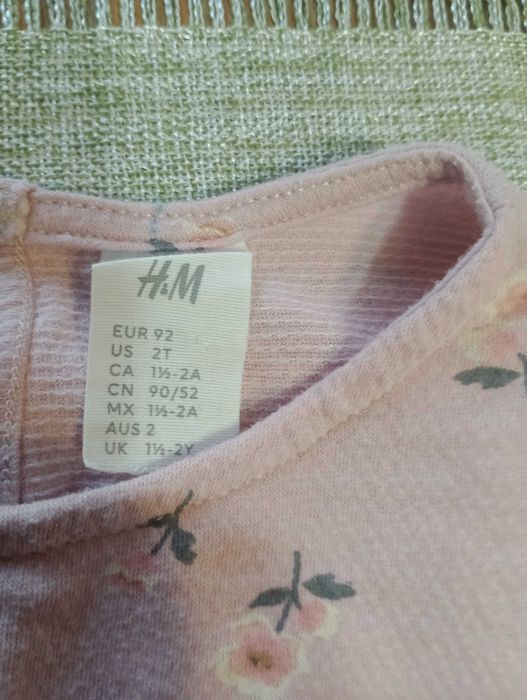 H&M
EUR 92
US 2T
CA 1½-2A
CN 90/52
MX 1½-2A
AUS 2
UK 1½-2Y